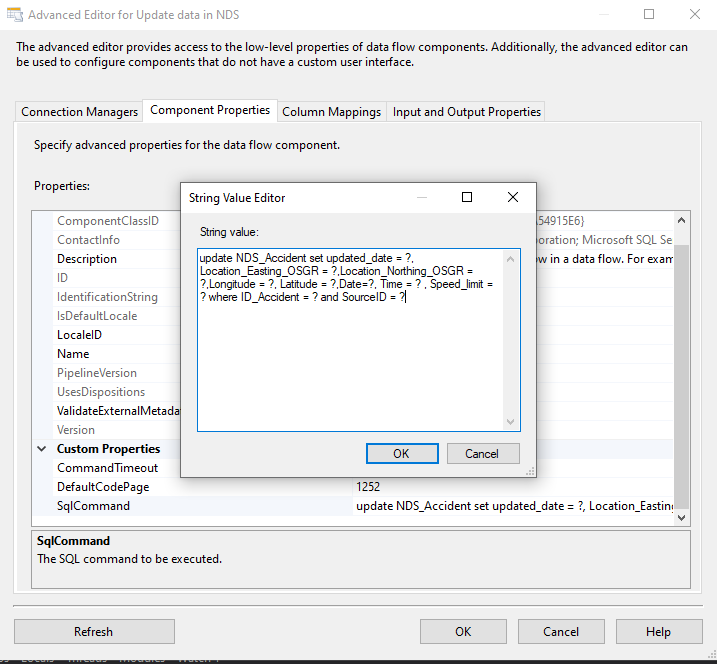 Advanced Editor for Update data in NDS
The advanced editor provides access to the low-level properties of data flow components. Additionally, the advanced editor can
be used to configure components that do not have a custom user interface.
Connection Managers Component Properties Column Mappings Input and Output Properties
Specify advanced properties for the data flow component.
Properties:
String Value Editor
String value:
update NDS_Accident set updated_date = ?,
Location_Easting_OSGR = ?,Location_Northing_OSGR =
?,Longitude = ?, Latitude = ?,Date=?, Time = ? , Speed_limit =
? where ID_Accident = ? and SourceID = ?
OK Cancel
ComponentClassID 54915E6}
ContactInfo oration; Microsoft SQL Se
Description w in a data flow. For exam
ID
IdentificationString
IsDefaultLocale
LocaleID
Name
PipelineVersion
UsesDispositions
ValidateExternalMetada
Version
Custom Properties
CommandTimeout
DefaultCodePage 1252
SqlCommand update NDS_Accident set updated_date = ?, Location_Easting
SqlCommand
The SQL command to be executed.
Refresh OK Cancel Help